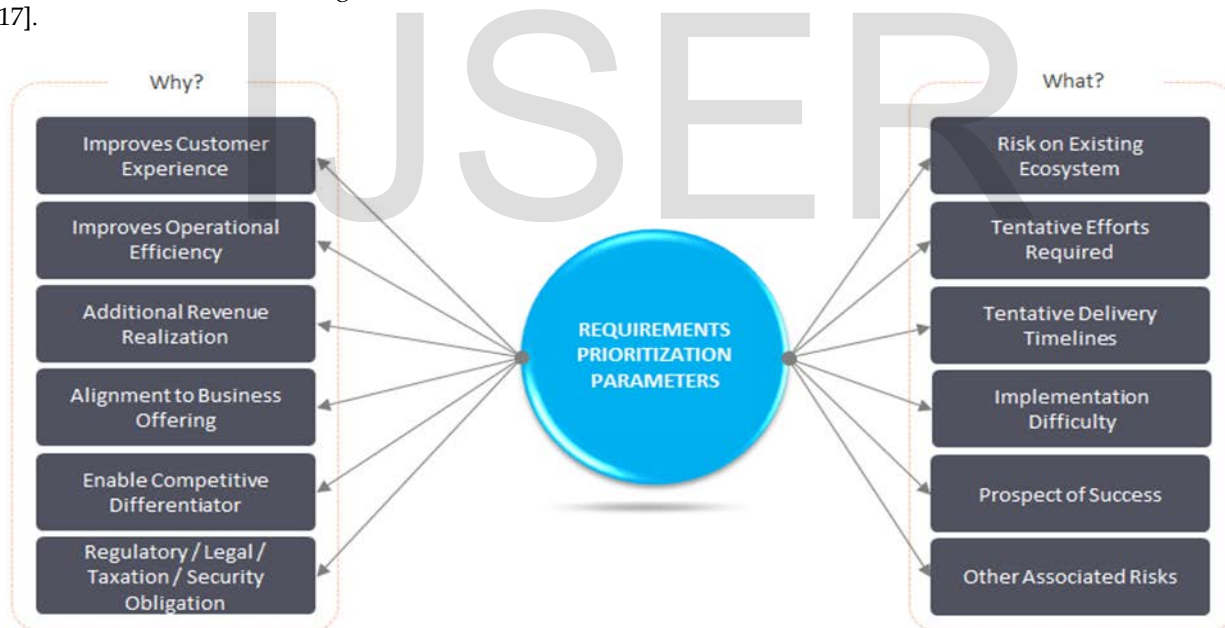 17].
IJSER
Why?
Improves Customer
Experience
Improves Operational
Efficiency
Additional Revenue
Realization
Alignment to Business
Offering
Enable Competitive
Differentiator
Regulatory / Legal /
Taxation / Security
Obligation
REQUIREMENTS
PRIORITIZATION
PARAMETERS
What?
Risk on Existing
Ecosystem
Tentative Efforts
Required
Tentative Delivery
Timelines
Implementation
Difficulty
Prospect of Success
Other Associated Risks